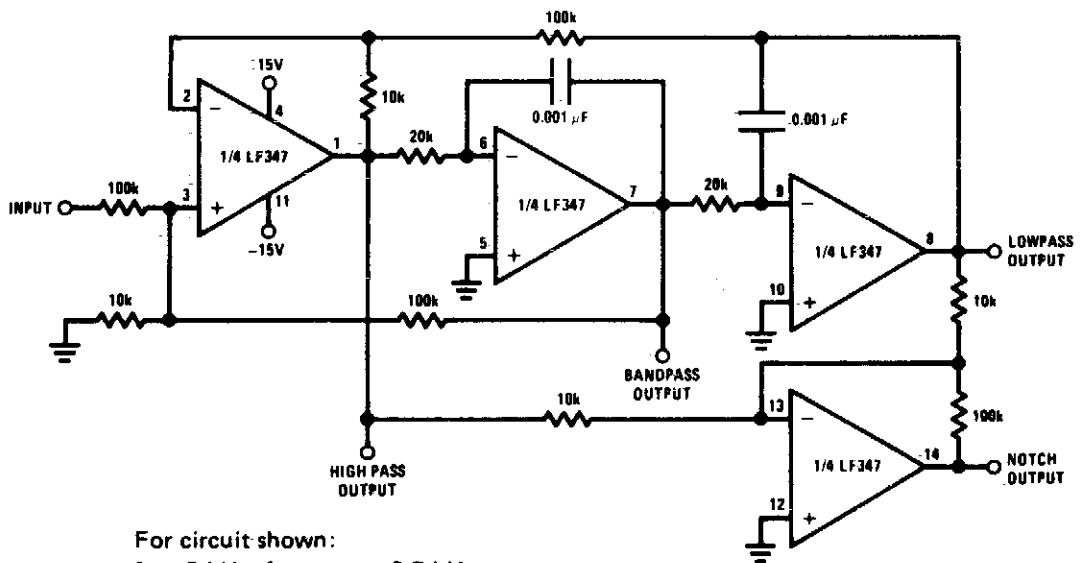 100k
15V
2
4
10k
0.001 µF
0.001 µF
1
20k
6
1/4 LF347
7
20k
9
1/4 LF347
100k
INPUT
3
11
-15V
1/4 LF347
8
LOWPASS
OUTPUT
5
10
10k
10k
100k
BANDPASS
OUTPUT
10k
13
100k
1/4 LF347
14
NOTCH
OUTPUT
HIGH PASS
OUTPUT
12
For circuit shown: